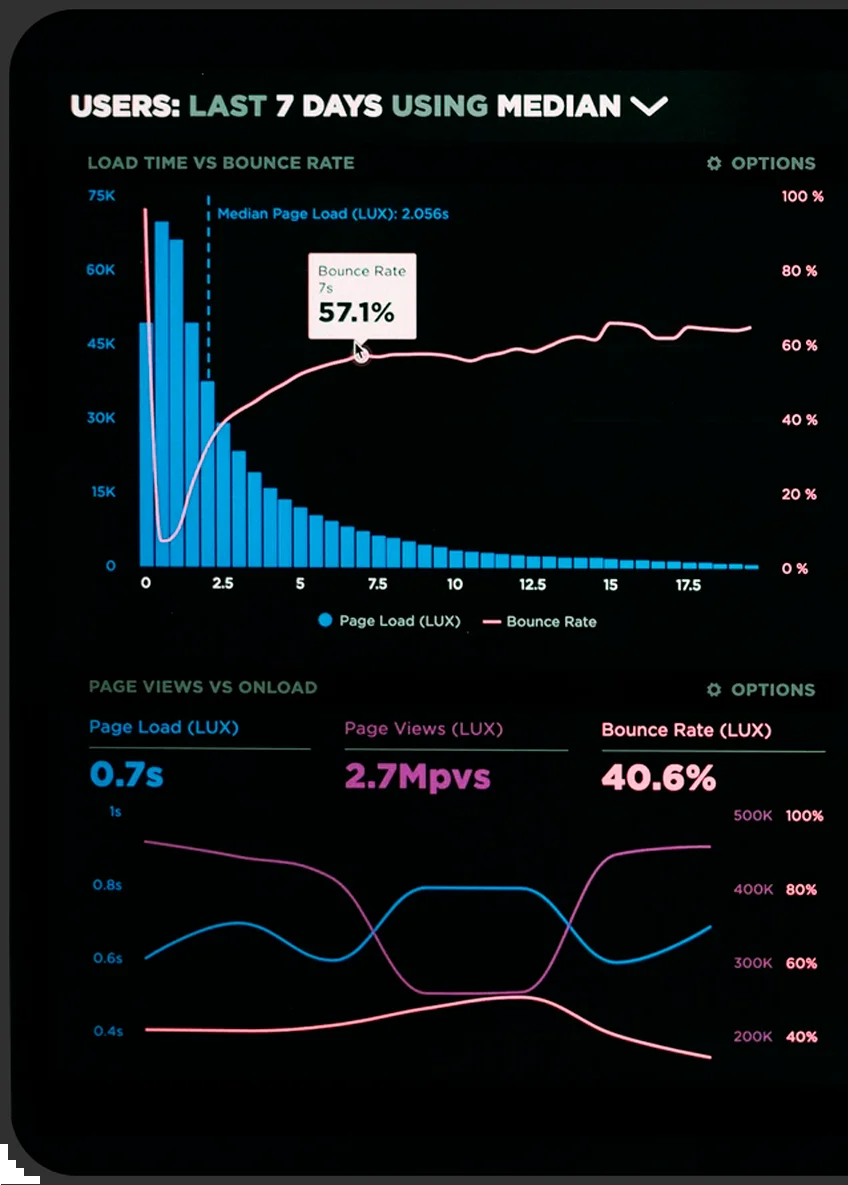 USERS: LAST 7 DAYS USING MEDIAN
LOAD TIME VS BOUNCE RATE
OPTIONS
75K
60K
45K
30K
15K
0
Median Page Load (LUX): 2.056s
Bounce Rate
7s
57.1%
100 %
80 %
60 %
40 %
20 %
0 %
0 2.5 5 7.5 10 12.5 15 17.5
Page Load (LUX) Bounce Rate
PAGE VIEWS VS ONLOAD
OPTIONS
Page Load (LUX)
0.7s
Page Views (LUX)
2.7Mpvs
Bounce Rate (LUX)
40.6%
1s
0.8s
0.6s
0.4s
500K 100%
400K 80%
300K 60%
200K 40%